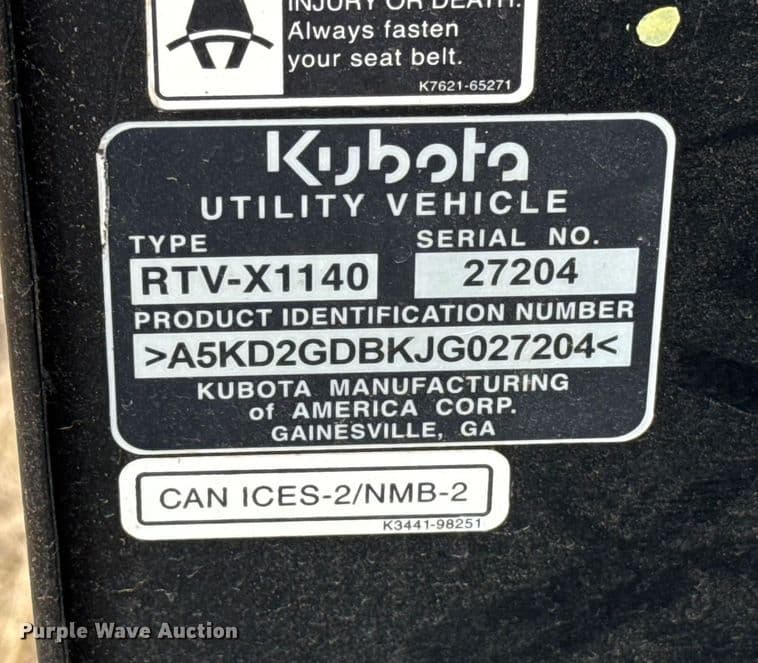 INJURY OR DEATH.
Always fasten
your seat belt.
K7621-65271
Kubota
UTILITY VEHICLE
TYPE SERIAL NO.
RTV-X1140 27204
PRODUCT IDENTIFICATION NUMBER
>A5KD2GDBKJG027204<
KUBOTA MANUFACTURING
of AMERICA CORP.
GAINESVILLE, GA
CAN ICES-2/NMB-2
K3441-98251
Purple Wave Auction